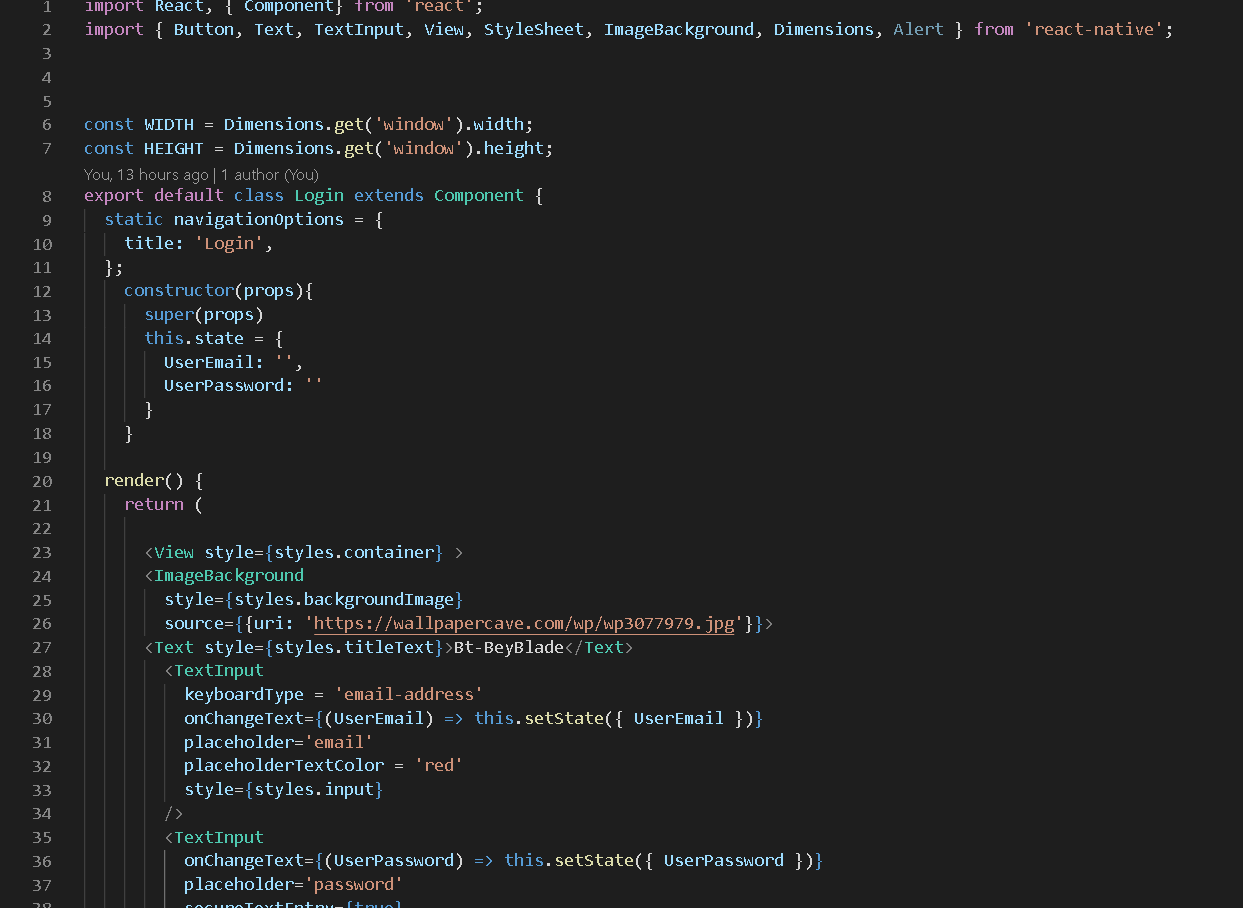 1 import React, { Component} from 'react';
2 import { Button, Text, TextInput, View, StyleSheet, ImageBackground, Dimensions, Alert } from 'react-native';
3
4
5
6 const WIDTH = Dimensions.get('window').width;
7 const HEIGHT = Dimensions.get('window').height;
You, 13 hours ago | 1 author (You)
8 export default class Login extends Component {
9 static navigationOptions = {
10 title: 'Login',
11 };
12 constructor(props){
13 super(props)
14 this.state = {
15 UserEmail: '',
16 UserPassword: ''
17 }
18 }
19
20 render() {
21 return (
22
23 <View style={styles.container} >
24 <ImageBackground
25 style={styles.backgroundImage}
26 source={{uri: 'https://wallpapercave.com/wp/wp3077979.jpg'}}>
27 <Text style={styles.titleText}>Bt-BeyBlade</Text>
28 <TextInput
29 keyboardType = 'email-address'
30 onChangeText={(UserEmail) => this.setState({ UserEmail })}
31 placeholder='email'
32 placeholderTextColor = 'red'
33 style={styles.input}
34 />
35 <TextInput
36 onChangeText={(UserPassword) => this.setState({ UserPassword })}
37 placeholder='password'
38 secureTextEntry={true}